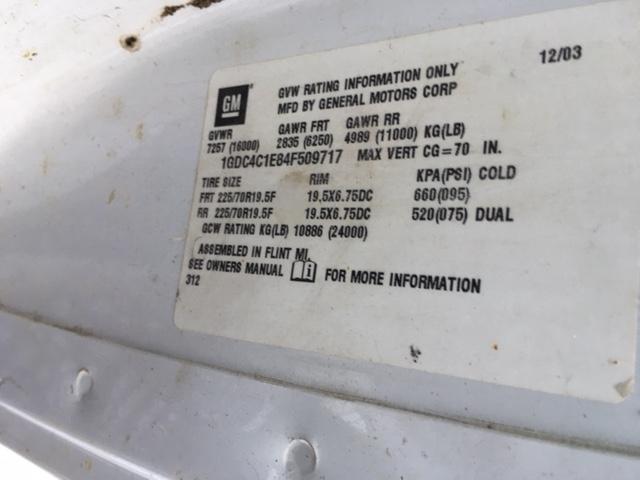 12/03
GM
GVW RATING INFORMATION ONLY
MFD BY GENERAL MOTORS CORP
GVWR GAWR FRT GAWR RR
7257 (16000) 2835 (6250) 4989 (11000) KG(LB)
1GDC4C1E84F509717 MAX VERT CG=70 IN.
TIRE SIZE RIM KPA(PSI) COLD
FRT 225/70R19.5F 19.5X6.75DC 660(095)
RR 225/70R19.5F 19.5X6.75DC 520(075) DUAL
GCW RATING KG(LB) 10886 (24000)
ASSEMBLED IN FLINT MI.
SEE OWNERS MANUAL i FOR MORE INFORMATION
312